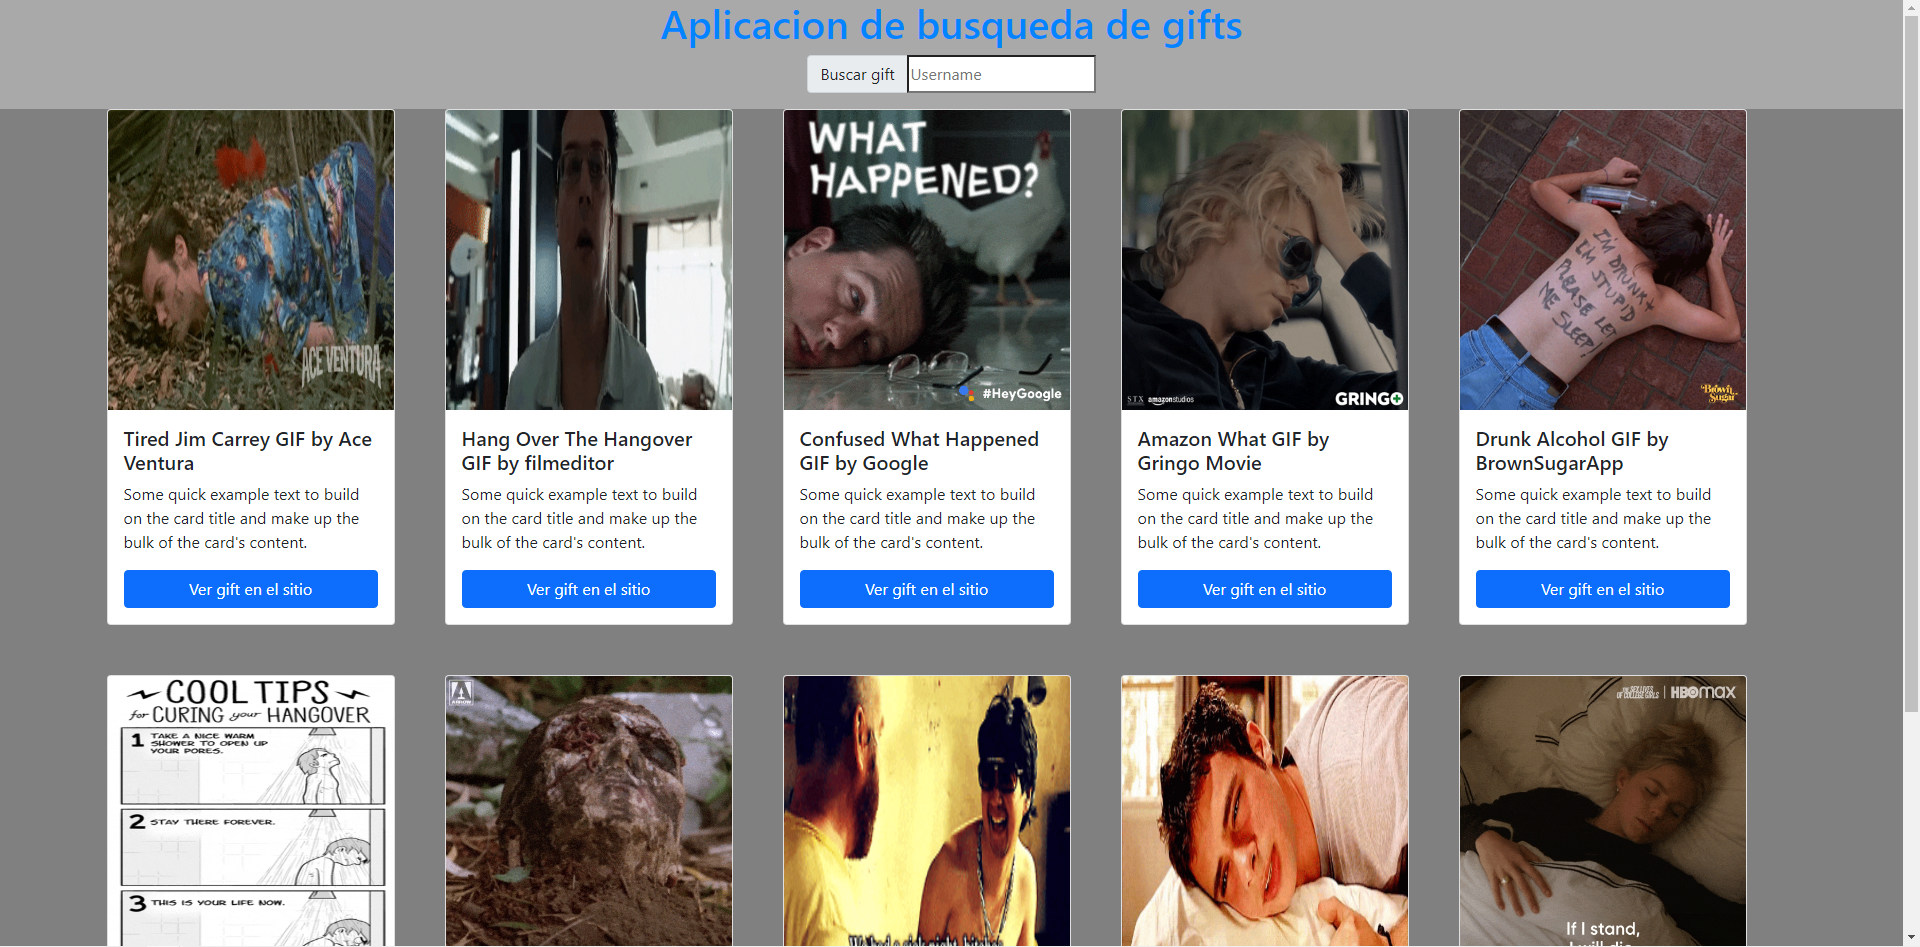 Aplicacion de busqueda de gifts
Buscar gift
Username
ACE VENTURA
WHAT
HAPPENED?
#HeyGoogle
STX amazonstudios
GRINGO
I'M DRUNK +
I'M STUPID
PLEASE LET
ME SLEEP!
Brown
Sugar
Tired Jim Carrey GIF by Ace
Ventura
Some quick example text to build
on the card title and make up the
bulk of the card's content.
Ver gift en el sitio
Hang Over The Hangover
GIF by filmeditor
Some quick example text to build
on the card title and make up the
bulk of the card's content.
Ver gift en el sitio
Confused What Happened
GIF by Google
Some quick example text to build
on the card title and make up the
bulk of the card's content.
Ver gift en el sitio
Amazon What GIF by
Gringo Movie
Some quick example text to build
on the card title and make up the
bulk of the card's content.
Ver gift en el sitio
Drunk Alcohol GIF by
BrownSugarApp
Some quick example text to build
on the card title and make up the
bulk of the card's content.
Ver gift en el sitio
COOL TIPS
for CURING your HANGOVER
1 TAKE A NICE WARM
SHOWER TO OPEN UP
YOUR PORES.
2 STAY THERE FOREVER.
3 THIS IS YOUR LIFE NOW.
A
ARROW
We had a sick night, bitches
HBOMAX
If I stand,
I will die